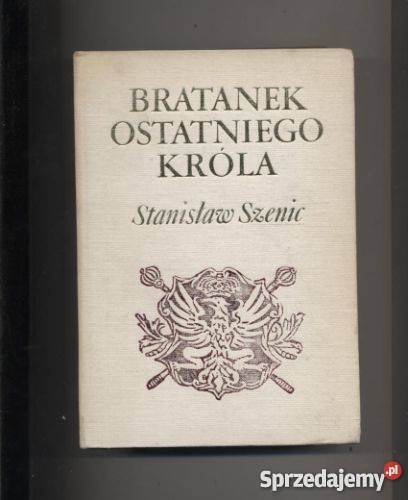 BRATANEK
OSTATNIEGO
KRÓLA
Stanisław Szenic
Sprzedajemy.pl